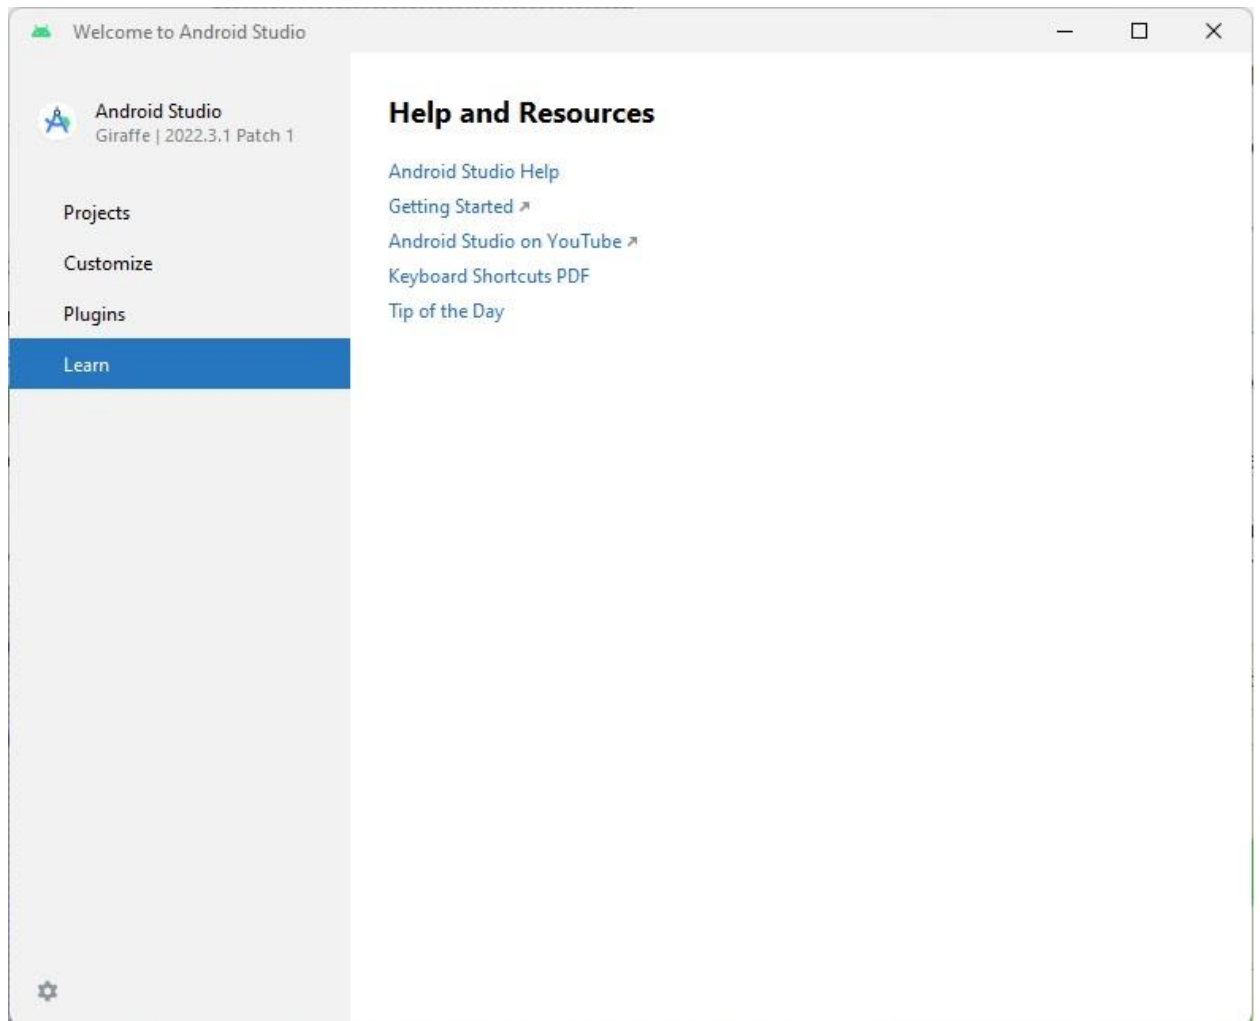 Welcome to Android Studio
Android Studio
Giraffe | 2022.3.1 Patch 1
Projects
Customize
Plugins
Learn
Help and Resources
Android Studio Help
Getting Started ↗
Android Studio on YouTube ↗
Keyboard Shortcuts PDF
Tip of the Day